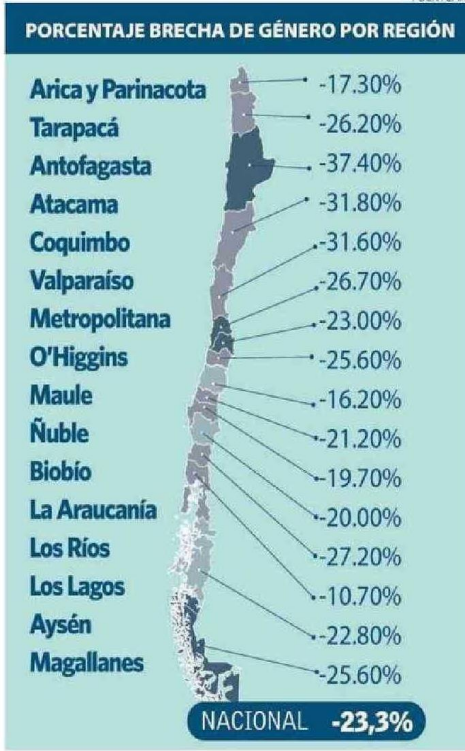 PORCENTAJE BRECHA DE GÉNERO POR REGIÓN
Arica y Parinacota -17.30%
Tarapacá -26.20%
Antofagasta -37.40%
Atacama -31.80%
Coquimbo -31.60%
Valparaíso -26.70%
Metropolitana -23.00%
O'Higgins -25.60%
Maule -16.20%
Ñuble -21.20%
Biobío -19.70%
La Araucanía -20.00%
Los Ríos -27.20%
Los Lagos -10.70%
Aysén -22.80%
Magallanes -25.60%
NACIONAL -23,3%